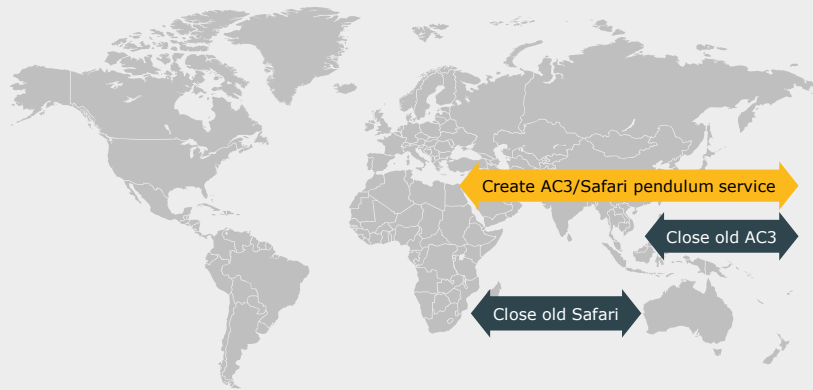 Create AC3/Safari pendulum service
Close old AC3
Close old Safari